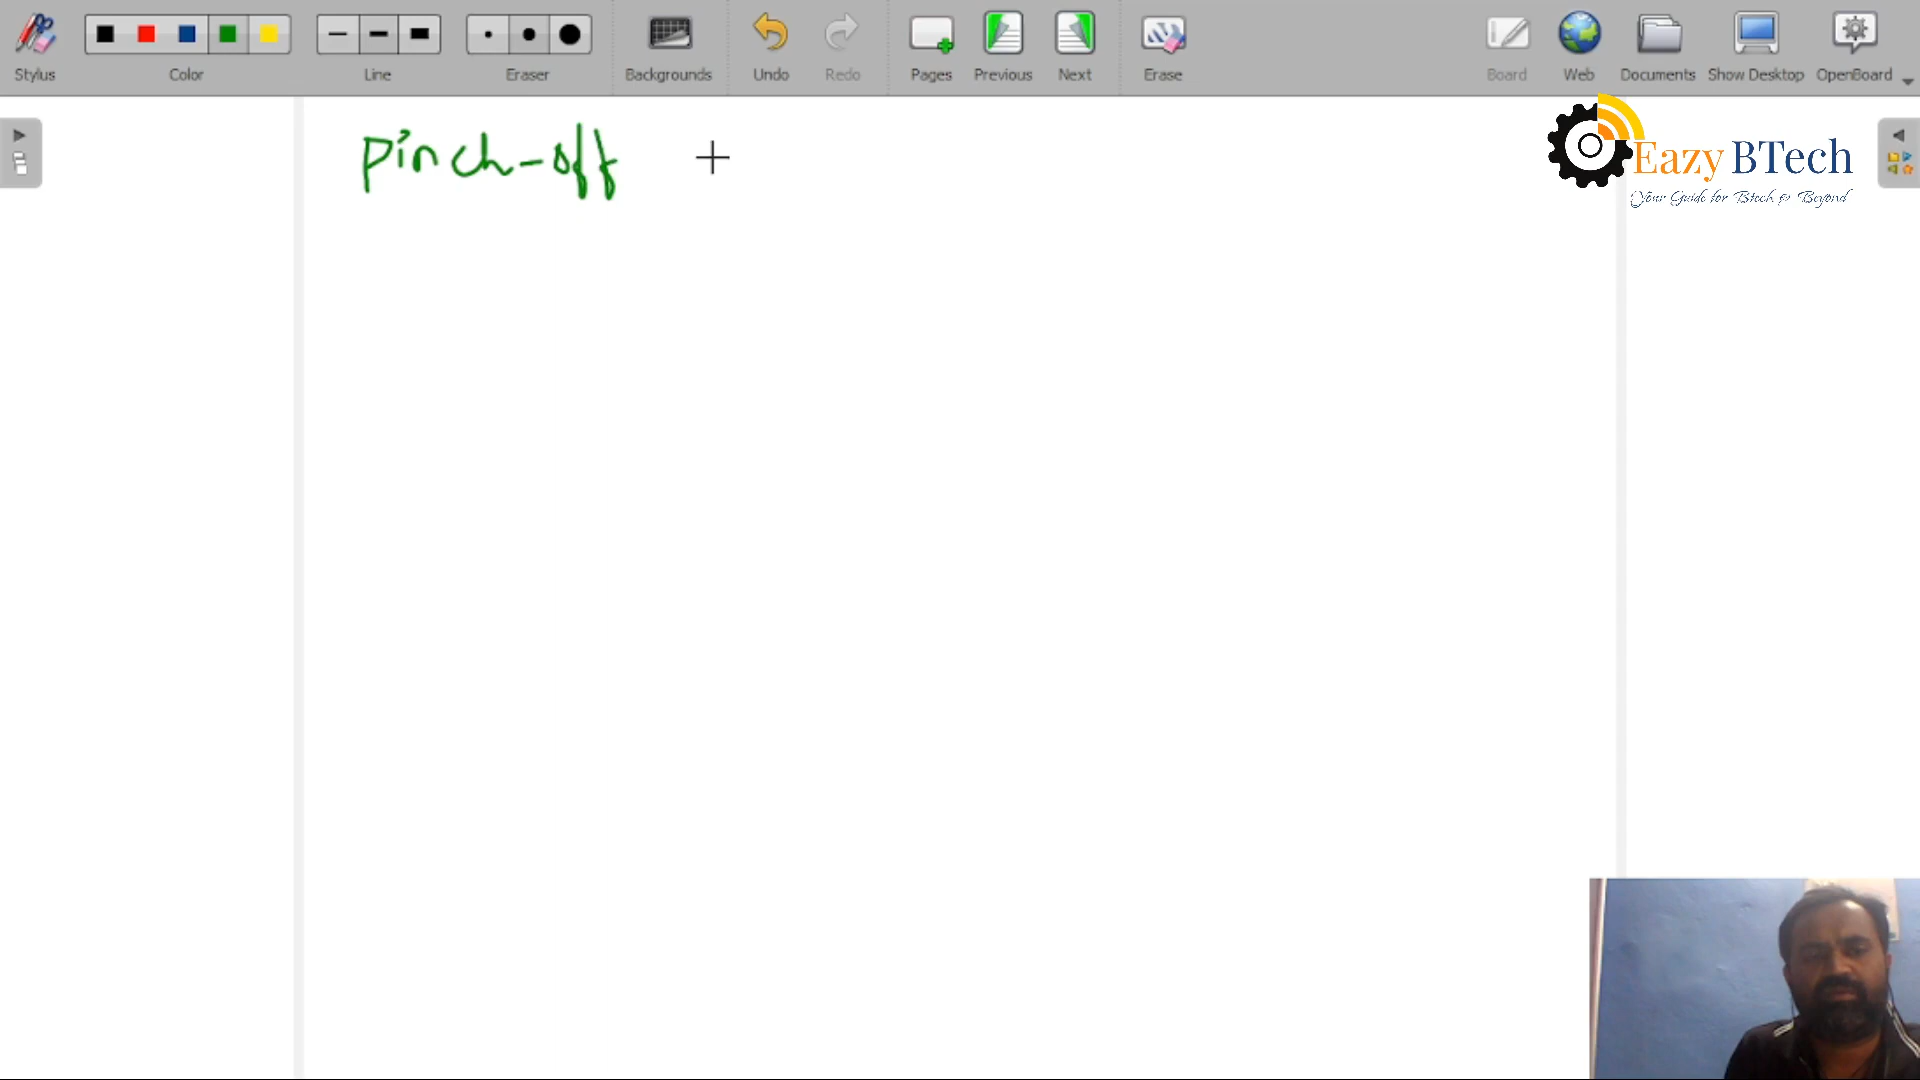 Stylus
Color
Line
Eraser
Backgrounds
Undo
Redo
Pages
Previous
Next
Erase
Board
Web
Documents
Show Desktop
OpenBoard
Pinch-off
Eazy BTech
Your Guide for Btech & Beyond